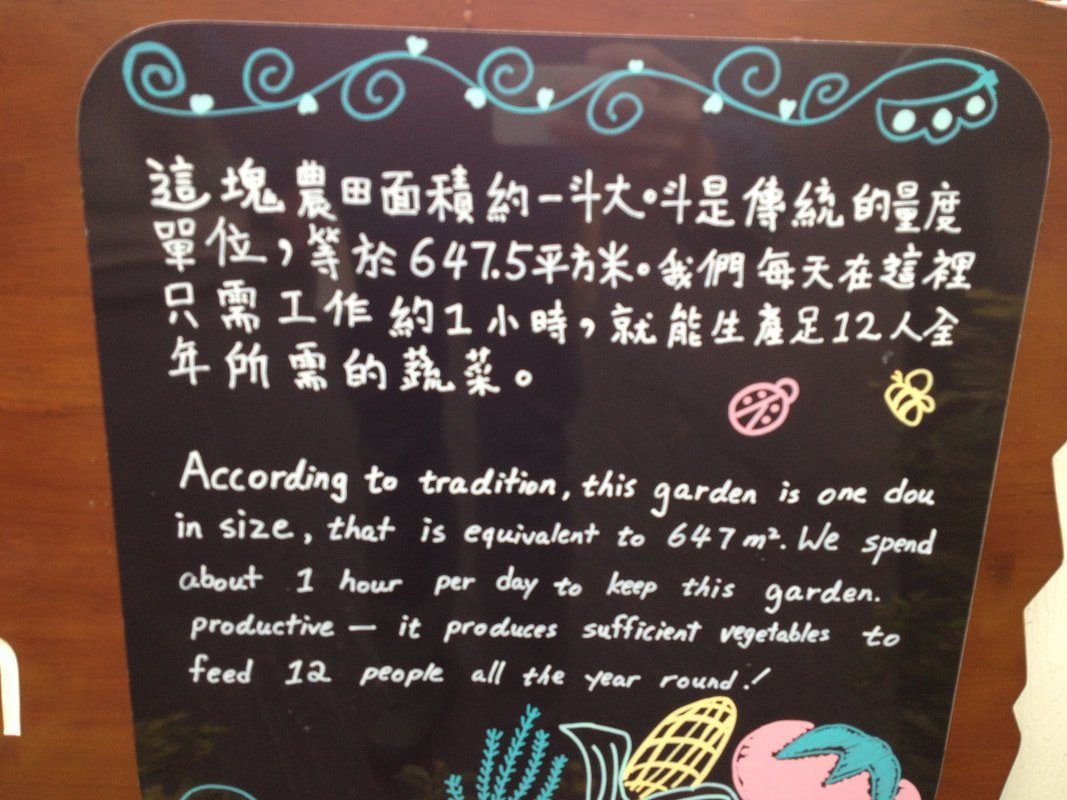 這塊農田面積約一斗大。斗是傳統的量度
單位，等於647.5平方米。我們每天在這裡
只需工作約1小時，就能生產足12人全
年所需的蔬菜。
According to tradition, this garden is one dou
in size, that is equivalent to 647 m². We spend
about 1 hour per day to keep this garden.
productive — it produces sufficient vegetables to
feed 12 people all the year round!